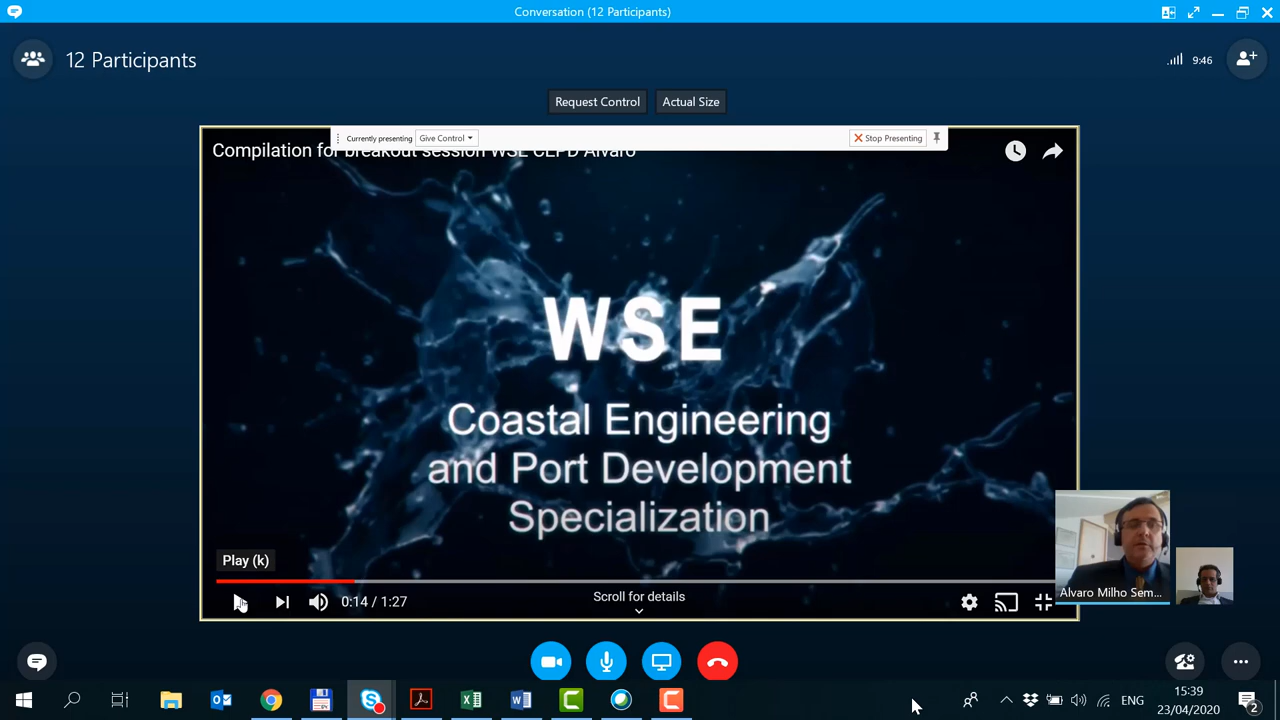 Conversation (12 Participants)
12 Participants
9:46
Request Control
Actual Size
Currently presenting
Give Control
Stop Presenting
Compilation for breakout session WSE CEPD Alvaro
WSE
Coastal Engineering
and Port Development
Specialization
Play (k)
0:14 / 1:27
Scroll for details
Alvaro Milho Sem...
ENG
15:39
23/04/2020
2